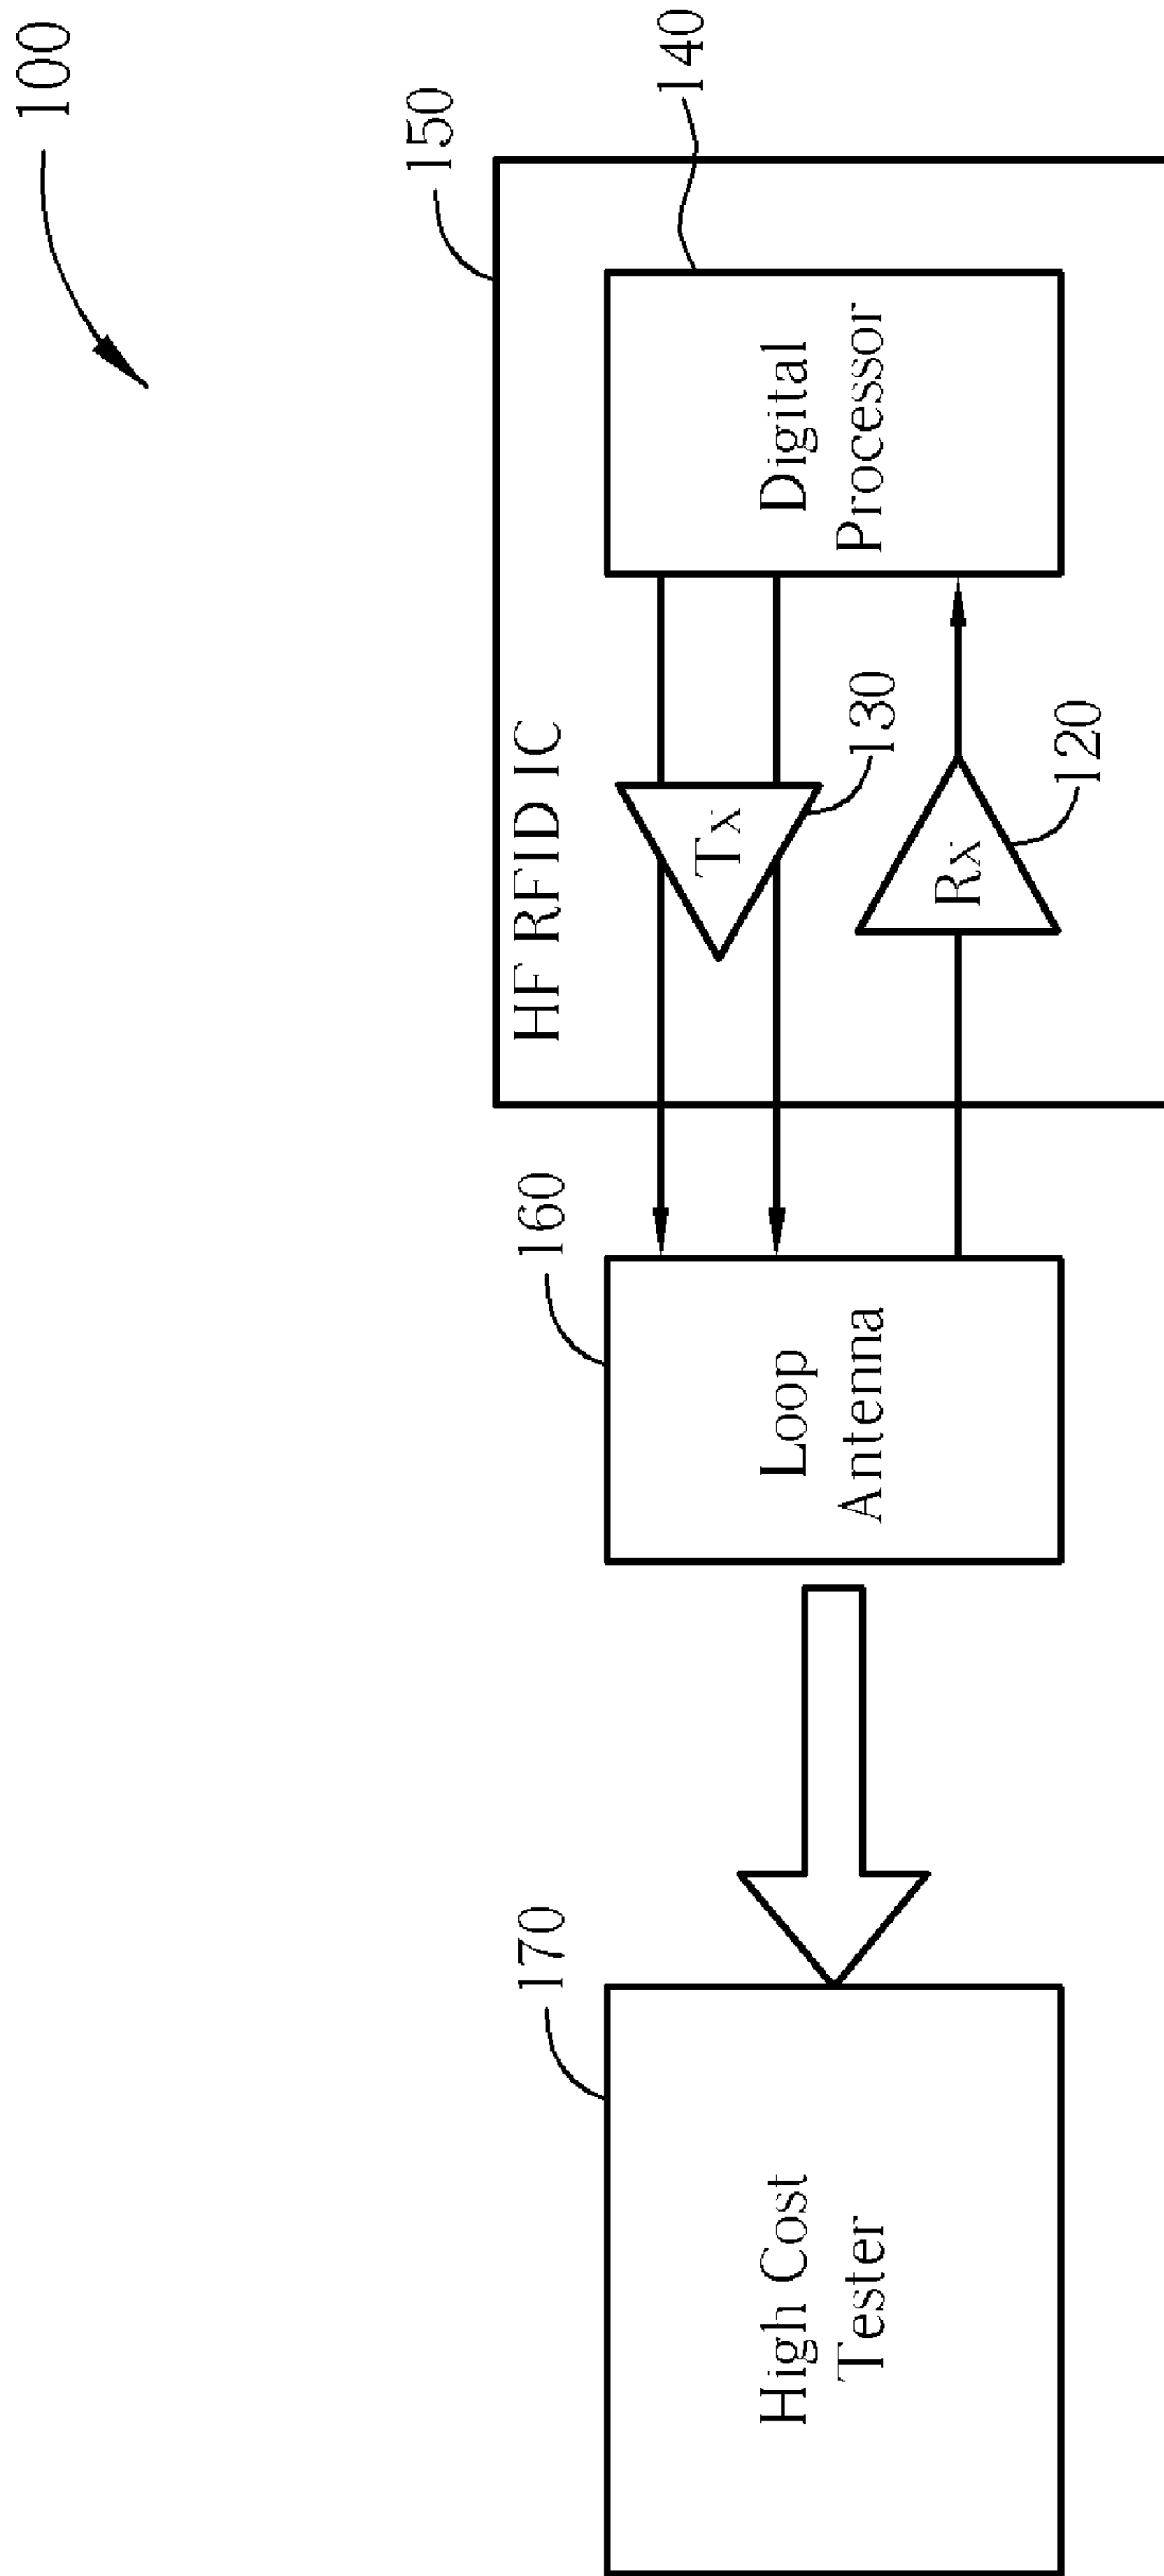 100
150
HF RFID IC
140
Digital
Processor
Tx
130
Rx
120
160
Loop
Antenna
170
High Cost
Tester